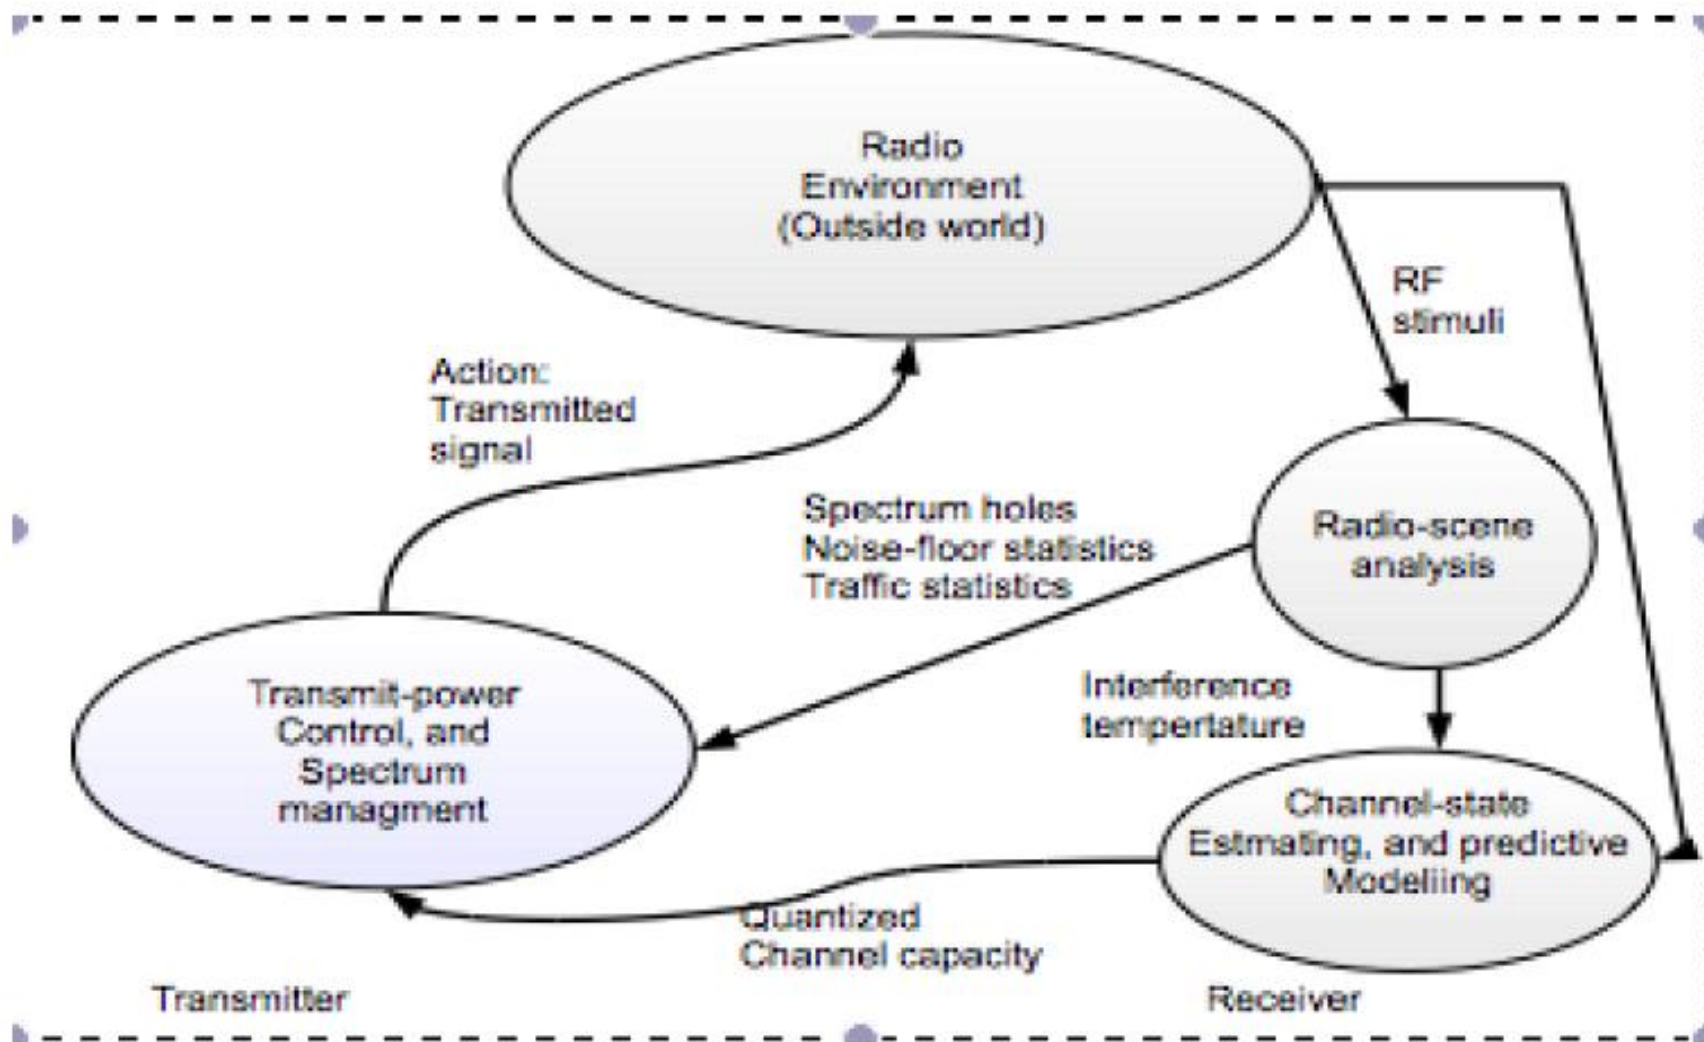 Radio
Environment
(Outside world)
RF
stimuli
Action:
Transmitted
signal
Spectrum holes
Noise-floor statistics
Traffic statistics
Radio-scene
analysis
Transmit-power
Control, and
Spectrum
managment
Interference
tempertature
Channel-state
Estmating, and predictive
Modeliing
Quantized
Channel capacity
Transmitter
Receiver